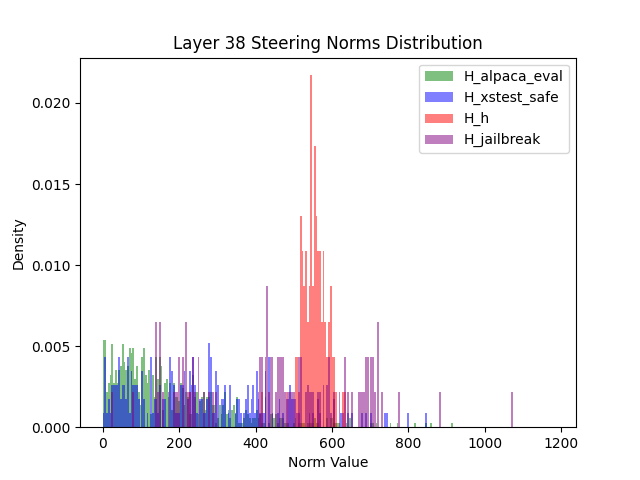 Layer 38 Steering Norms Distribution
H_alpaca_eval
H_xstest_safe
H_h
H_jailbreak
0.020
0.015
0.010
0.005
0.000
Density
0 200 400 600 800 1000 1200
Norm Value